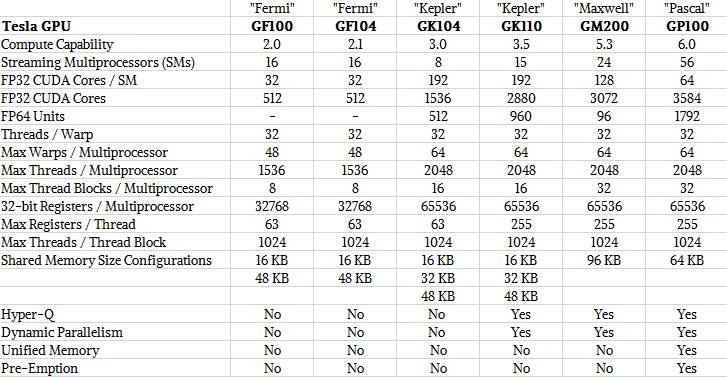 "Fermi" "Fermi" "Kepler" "Kepler" "Maxwell" "Pascal"
Tesla GPU GF100 GF104 GK104 GK110 GM200 GP100
Compute Capability 2.0 2.1 3.0 3.5 5.3 6.0
Streaming Multiprocessors (SMs) 16 16 8 15 24 56
FP32 CUDA Cores / SM 32 32 192 192 128 64
FP32 CUDA Cores 512 512 1536 2880 3072 3584
FP64 Units - - 512 960 96 1792
Threads / Warp 32 32 32 32 32 32
Max Warps / Multiprocessor 48 48 64 64 64 64
Max Threads / Multiprocessor 1536 1536 2048 2048 2048 2048
Max Thread Blocks / Multiprocessor 8 8 16 16 32 32
32-bit Registers / Multiprocessor 32768 32768 65536 65536 65536 65536
Max Registers / Thread 63 63 63 255 255 255
Max Threads / Thread Block 1024 1024 1024 1024 1024 1024
Shared Memory Size Configurations 16 KB 16 KB 16 KB 16 KB 96 KB 64 KB
48 KB 48 KB 32 KB 32 KB
48 KB 48 KB
Hyper-Q No No No Yes Yes Yes
Dynamic Parallelism No No No Yes Yes Yes
Unified Memory No No No No No Yes
Pre-Emption No No No No No Yes